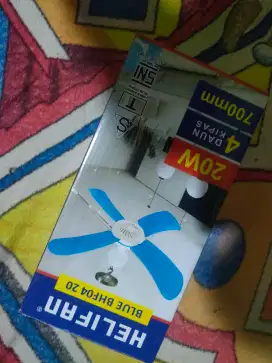 HELIFAN
BLUE BHF04 20
20W
4 DAUN
KIPAS
700mm
SNI